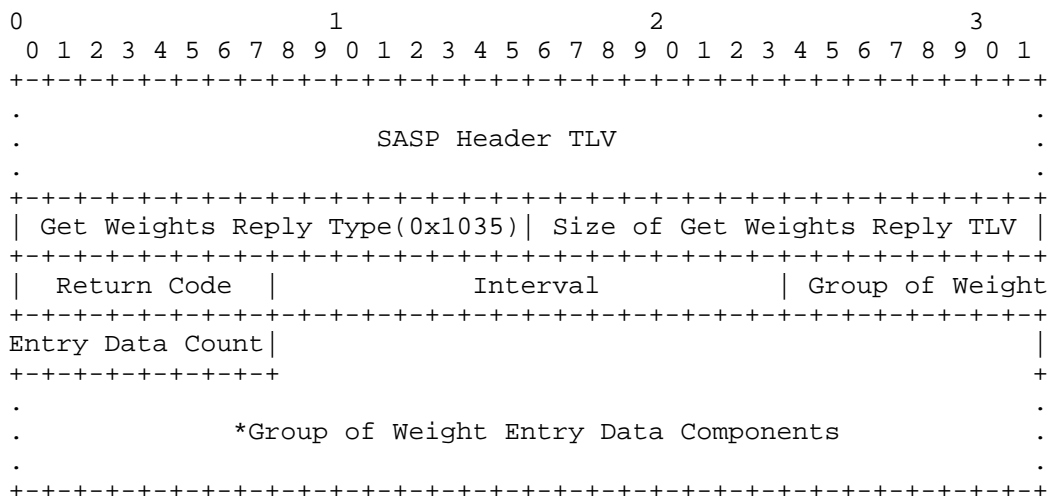 0                   1                   2                   3
 0 1 2 3 4 5 6 7 8 9 0 1 2 3 4 5 6 7 8 9 0 1 2 3 4 5 6 7 8 9 0 1
+-+-+-+-+-+-+-+-+-+-+-+-+-+-+-+-+-+-+-+-+-+-+-+-+-+-+-+-+-+-+-+-+
.                                                               .
.                      SASP Header TLV                          .
.                                                               .
+-+-+-+-+-+-+-+-+-+-+-+-+-+-+-+-+-+-+-+-+-+-+-+-+-+-+-+-+-+-+-+-+
| Get Weights Reply Type(0x1035)| Size of Get Weights Reply TLV |
+-+-+-+-+-+-+-+-+-+-+-+-+-+-+-+-+-+-+-+-+-+-+-+-+-+-+-+-+-+-+-+-+
|  Return Code  |            Interval           | Group of Weight
+-+-+-+-+-+-+-+-+-+-+-+-+-+-+-+-+-+-+-+-+-+-+-+-+-+-+-+-+-+-+-+-+
Entry Data Count|                                               |
+-+-+-+-+-+-+-+-+                                               +
.                                                               .
.             *Group of Weight Entry Data Components            .
.                                                               .
+-+-+-+-+-+-+-+-+-+-+-+-+-+-+-+-+-+-+-+-+-+-+-+-+-+-+-+-+-+-+-+-+